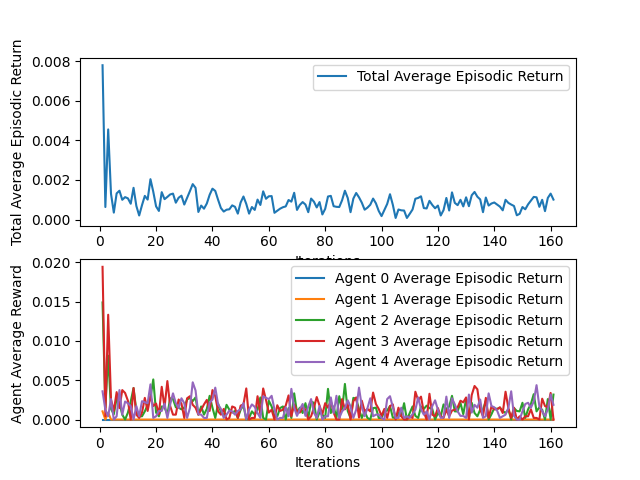 Total Average Episodic Return
0.008
0.006
0.004
0.002
0.000
Total Average Episodic Return
0 20 40 60 80 100 120 140 160
Iterations
Agent Average Reward
0.020
0.015
0.010
0.005
0.000
Agent 0 Average Episodic Return
Agent 1 Average Episodic Return
Agent 2 Average Episodic Return
Agent 3 Average Episodic Return
Agent 4 Average Episodic Return
0 20 40 60 80 100 120 140 160
Iterations